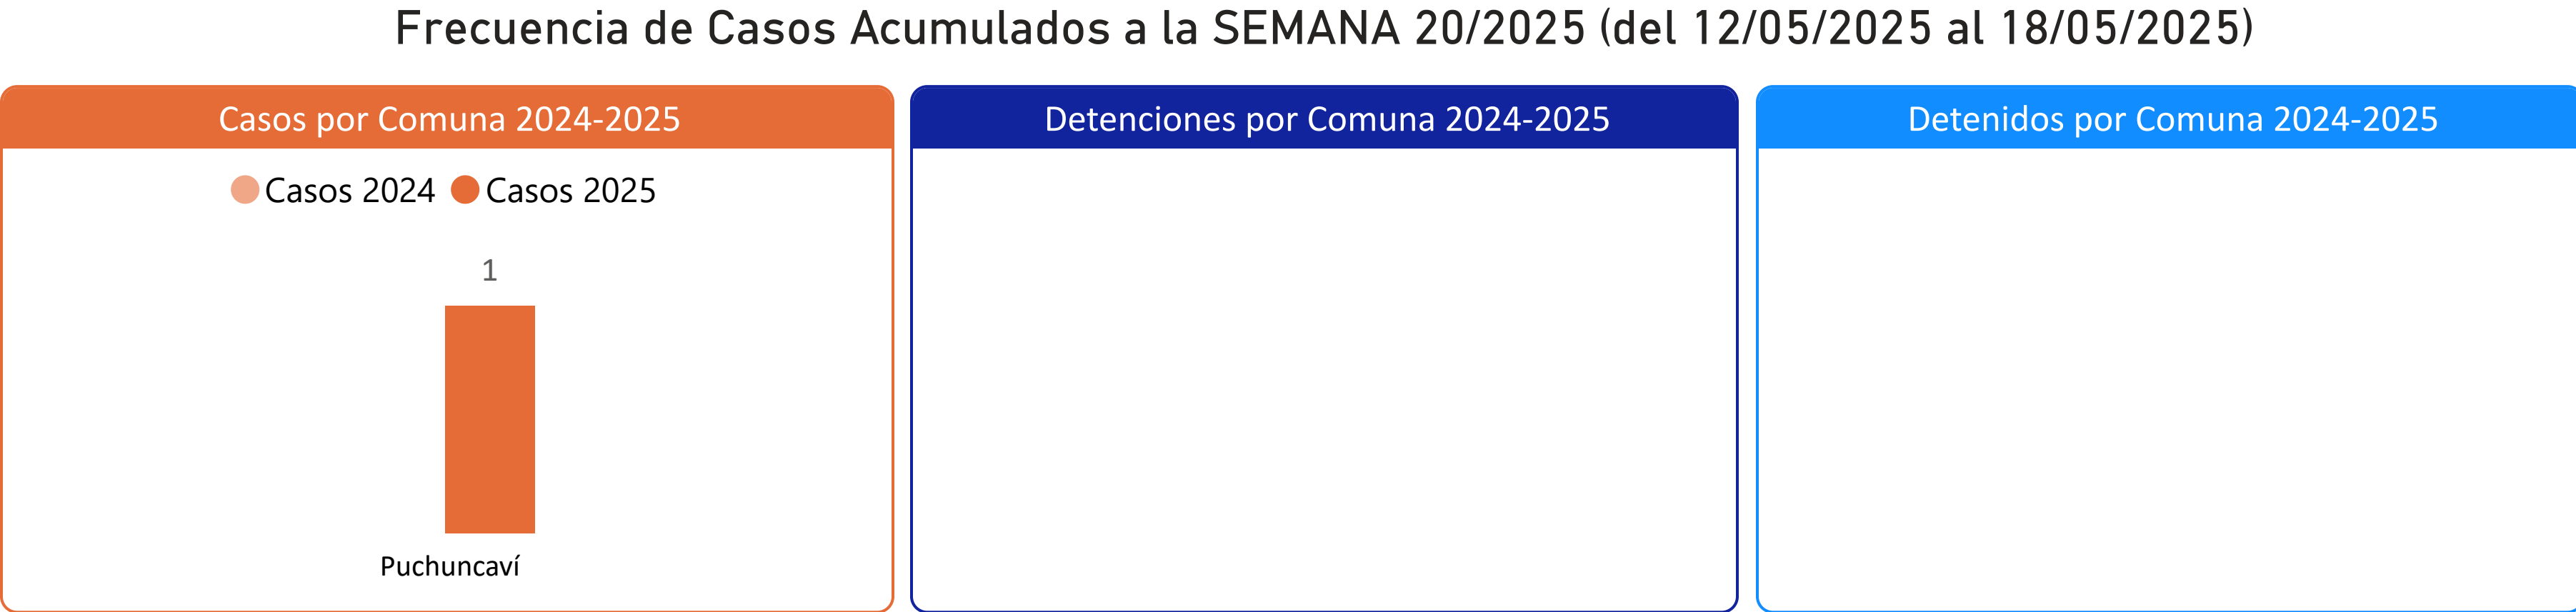 Frecuencia de Casos Acumulados a la SEMANA 20/2025 (del 12/05/2025 al 18/05/2025)
Casos por Comuna 2024-2025
Casos 2024 Casos 2025
1
Puchuncaví
Detenciones por Comuna 2024-2025
Detenidos por Comuna 2024-2025